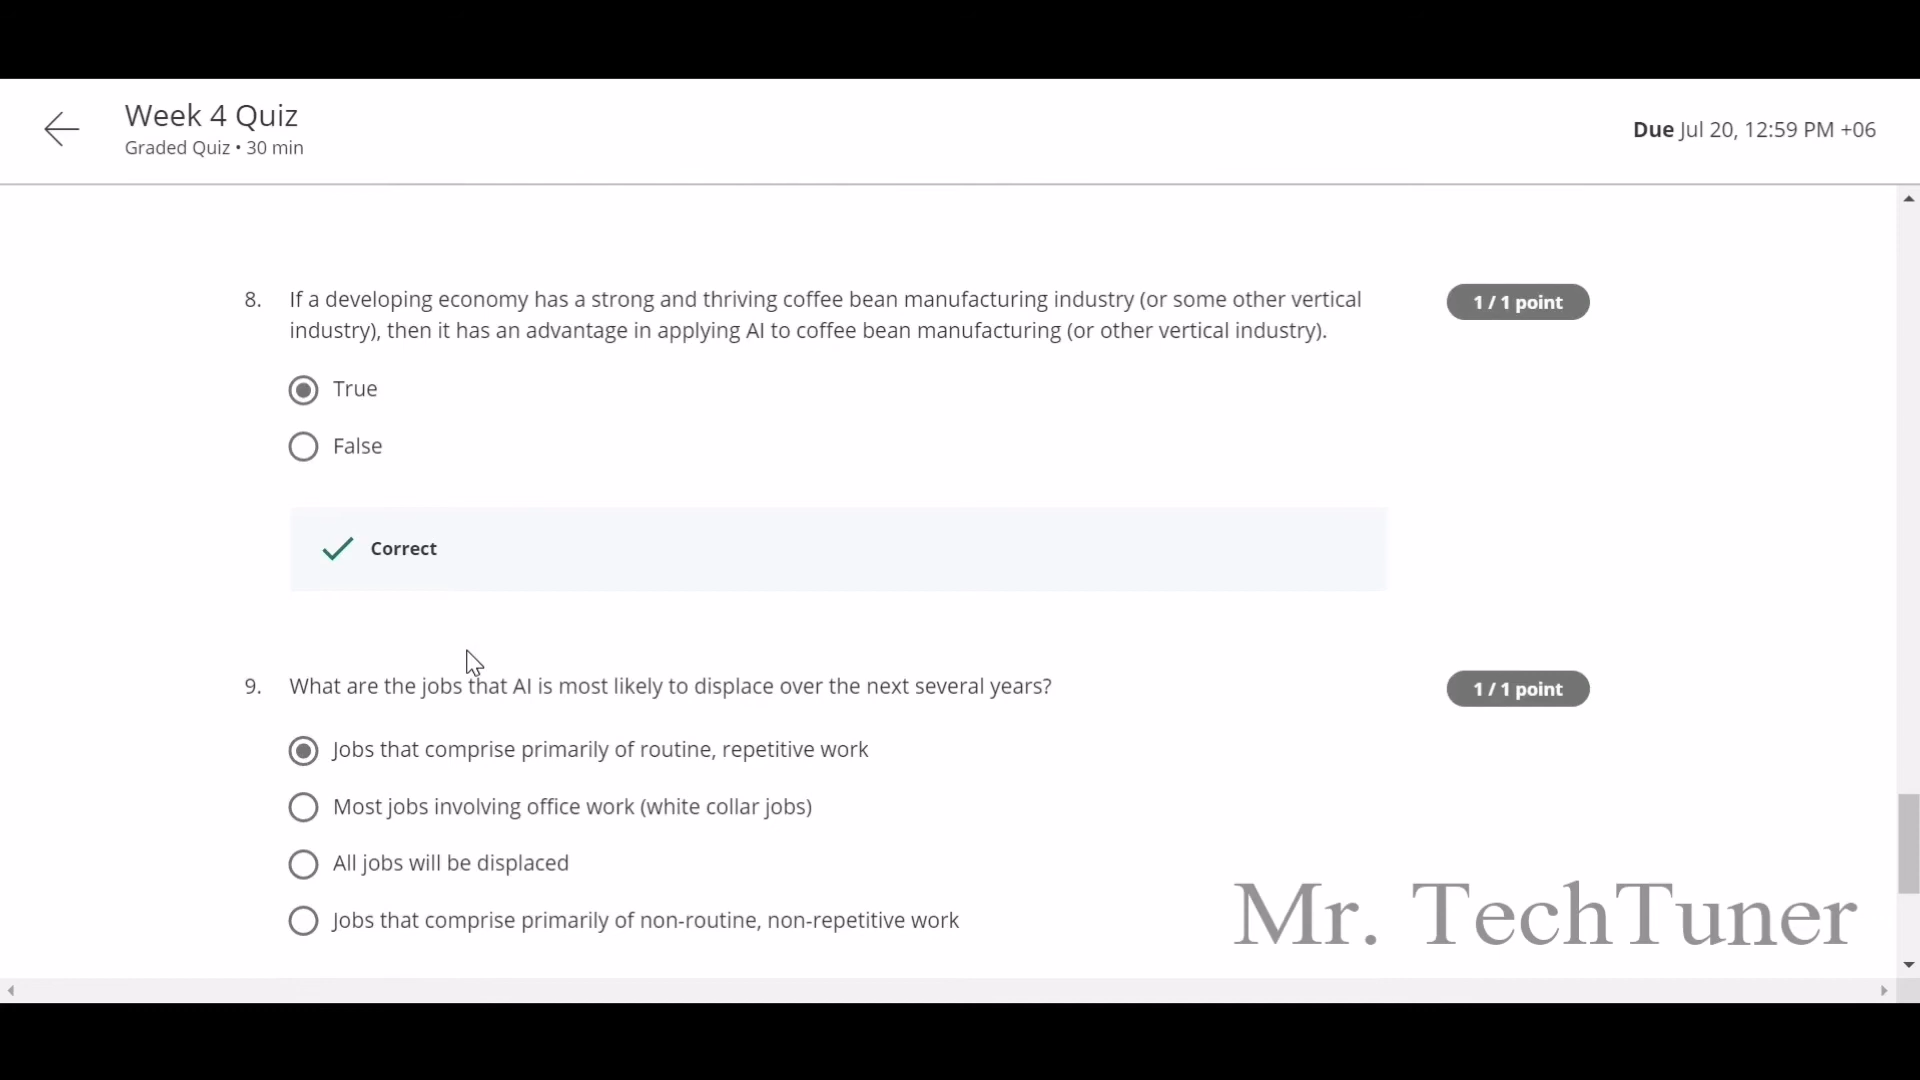 Week 4 Quiz
Graded Quiz • 30 min
Due Jul 20, 12:59 PM +06
8. If a developing economy has a strong and thriving coffee bean manufacturing industry (or some other vertical
industry), then it has an advantage in applying AI to coffee bean manufacturing (or other vertical industry).
1 / 1 point
True
False
Correct
9. What are the jobs that AI is most likely to displace over the next several years?
1 / 1 point
Jobs that comprise primarily of routine, repetitive work
Most jobs involving office work (white collar jobs)
All jobs will be displaced
Jobs that comprise primarily of non-routine, non-repetitive work
Mr. TechTuner